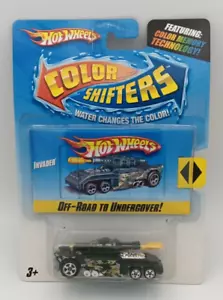 Hot Wheels
FEATURING:
COLOR MEMORY
TECHNOLOGY!
COLOR
SHIFTERS
WATER CHANGES THE COLOR!
INVADER
Hot Wheels
OFF-ROAD TO UNDERCOVER!
3+